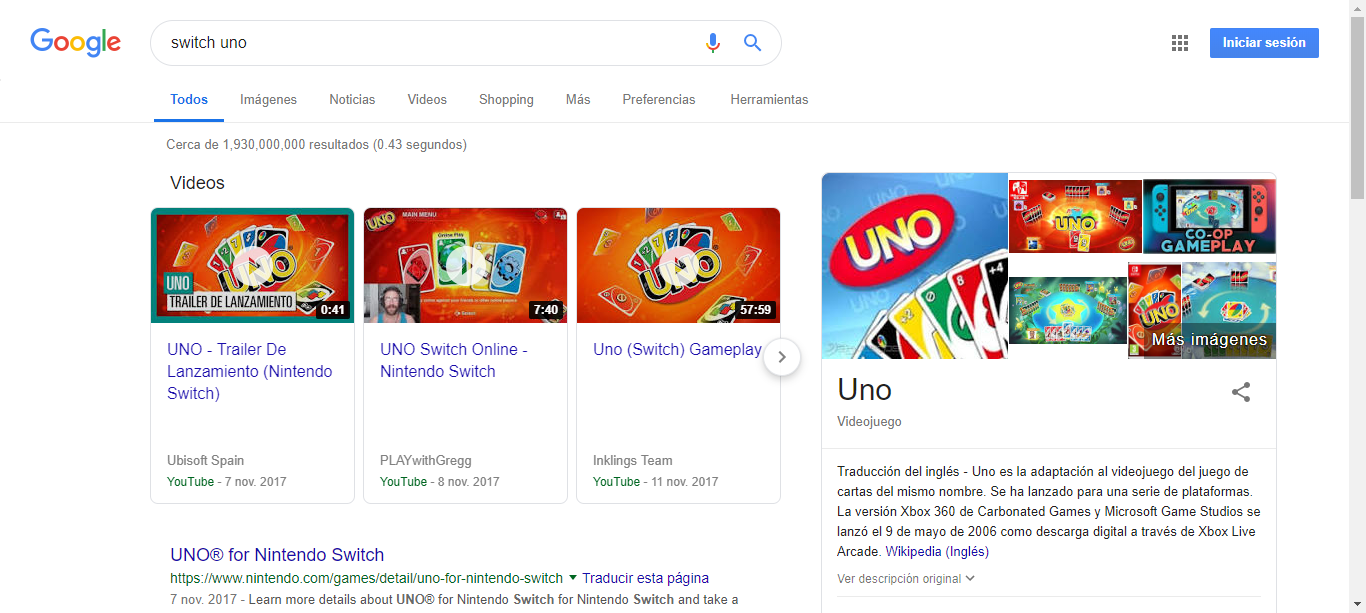 Google
switch uno
Iniciar sesión
Todos
Imágenes
Noticias
Videos
Shopping
Más
Preferencias
Herramientas
Cerca de 1,930,000,000 resultados (0.43 segundos)
Videos
UNO
TRAILER DE LANZAMIENTO
0:41
UNO - Trailer De
Lanzamiento (Nintendo
Switch)
Ubisoft Spain
YouTube - 7 nov. 2017
UNO
MAIN MENU
Online Play
7:40
UNO Switch Online -
Nintendo Switch
PLAYwithGregg
YouTube - 8 nov. 2017
UNO
57:59
Uno (Switch) Gameplay
Inklings Team
YouTube - 11 nov. 2017
UNO® for Nintendo Switch
https://www.nintendo.com/games/detail/uno-for-nintendo-switch Traducir esta página
7 nov. 2017 - Learn more details about UNO® for Nintendo Switch for Nintendo Switch and take a
UNO
+4
UNO
CO-OP
GAMEPLAY
UNO
Más imágenes
Uno
Videojuego
Traducción del inglés - Uno es la adaptación al videojuego del juego de
cartas del mismo nombre. Se ha lanzado para una serie de plataformas.
La versión Xbox 360 de Carbonated Games y Microsoft Game Studios se
lanzó el 9 de mayo de 2006 como descarga digital a través de Xbox Live
Arcade. Wikipedia (Inglés)
Ver descripción original